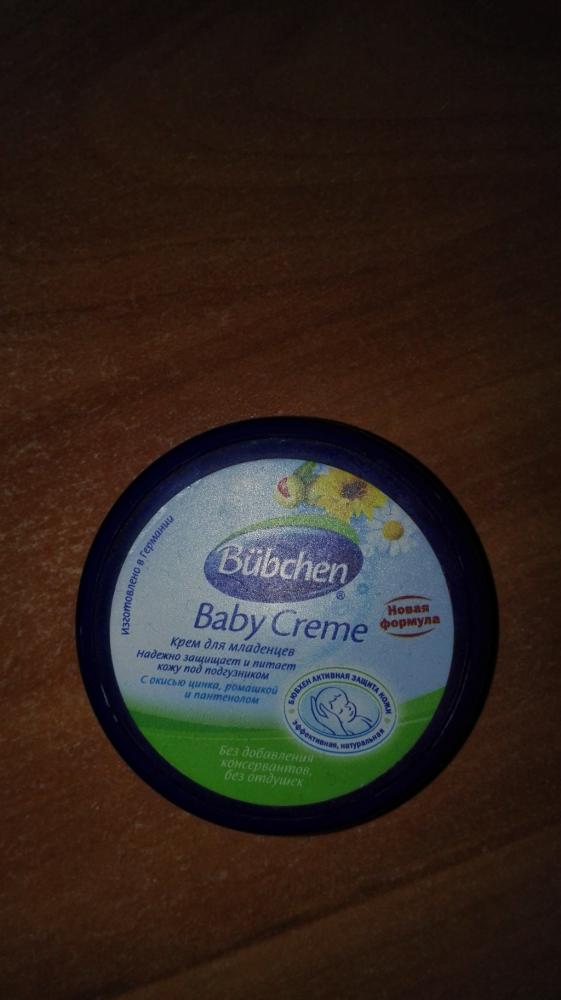 Изготовлено в Германии
Bübchen
®
Baby Creme
Новая
формула
Крем для младенцев
Надежно защищает и питает
кожу под подгузником
С окисью цинка, ромашкой
и пантенолом
БЮБХЕН АКТИВНАЯ ЗАЩИТА КОЖИ
эффективная, натуральная
Без добавления
консервантов,
без отдушек